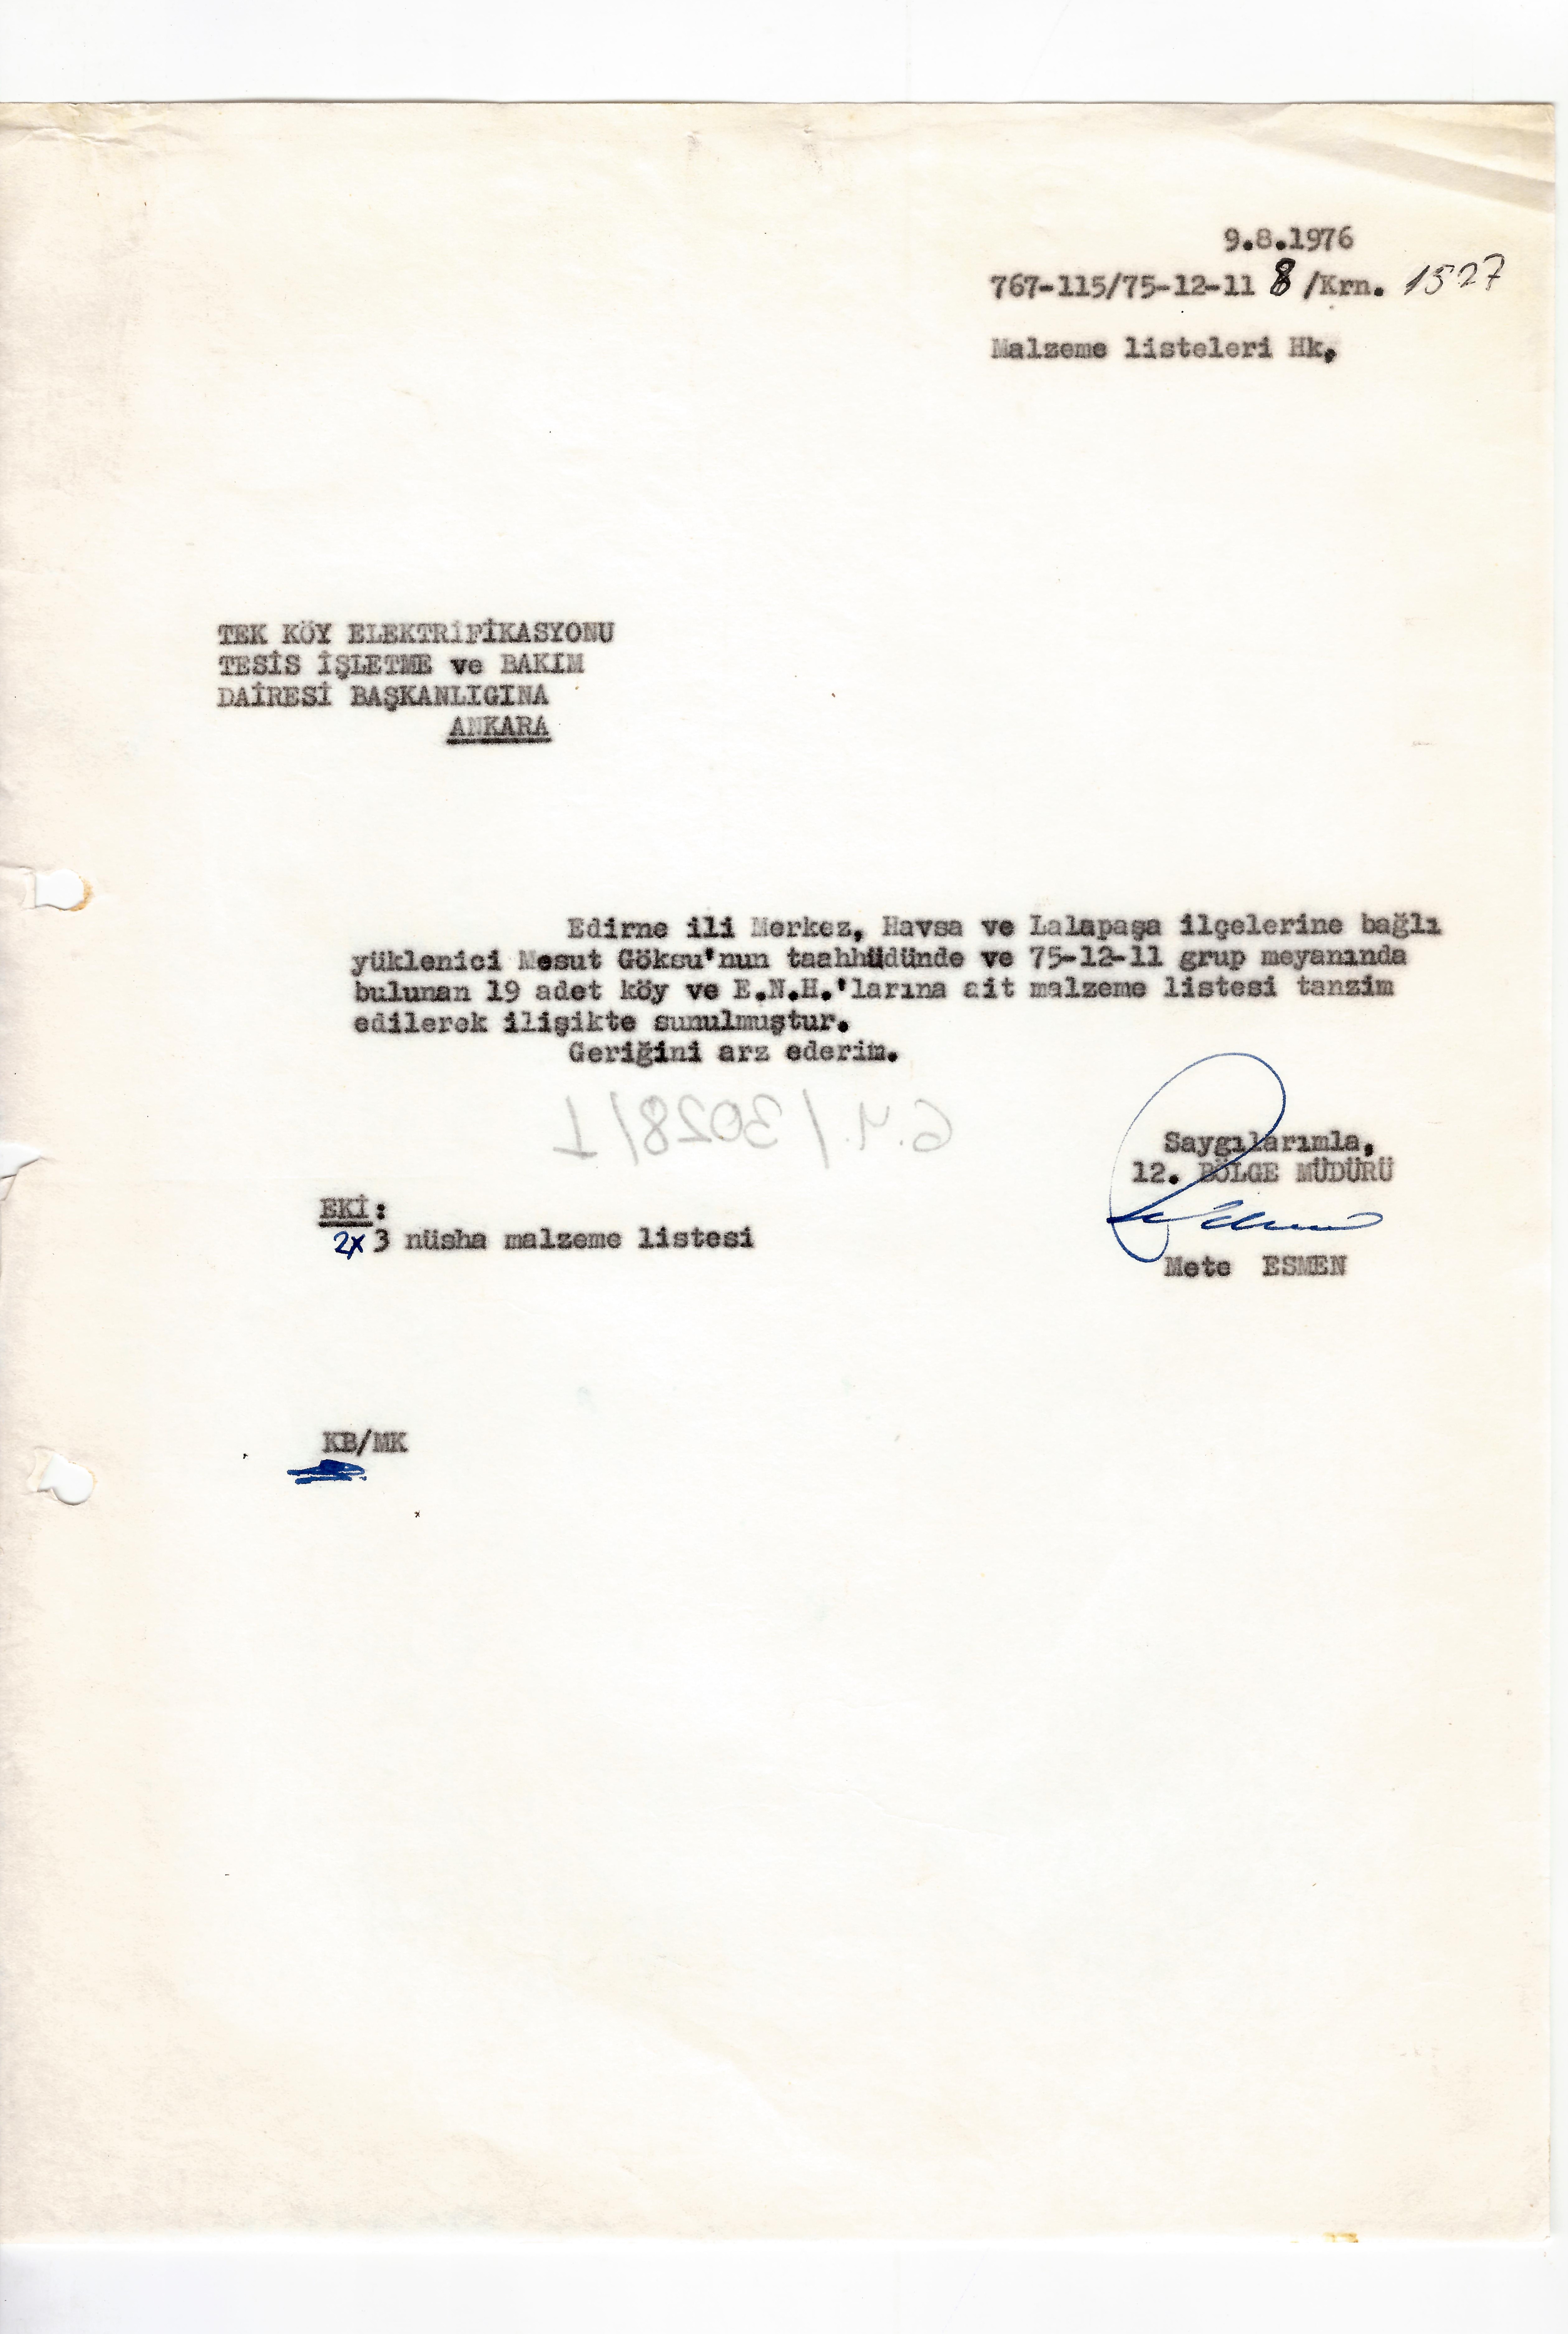 9.8.1976
767-115/75-12-11 8 /Krn. 1527
Malzeme listeleri Hk.
TEK KÖY ELEKTRİFİKASYONU
TESİS İŞLETME ve BAKIM
DAİRESİ BAŞKANLIGINA
ANKARA
Edirne ili Merkez, Havsa ve Lalapaşa ilçelerine bağlı
yüklenici Mesut Göksu'nun taahhüdünde ve 75-12-11 grup meyanında
bulunan 19 adet köy ve E.N.H.'larına ait malzeme listesi tanzim
edilerek ilişikte sunulmuştur.
Geriğini arz ederim.
Saygılarımla,
12. BÖLGE MÜDÜRÜ
EKİ:
2x 3 nüsha malzeme listesi
Mete ESMEN
KB/MK